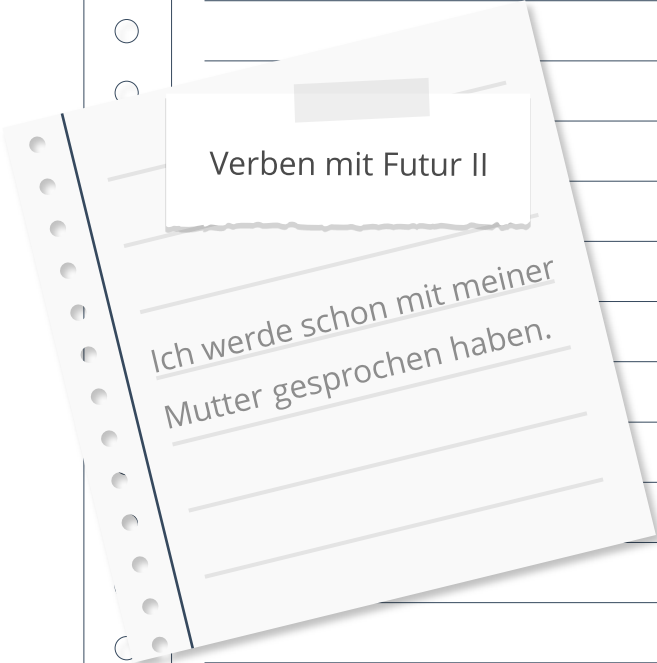 Verben mit Futur II
Ich werde schon mit meiner
Mutter gesprochen haben.